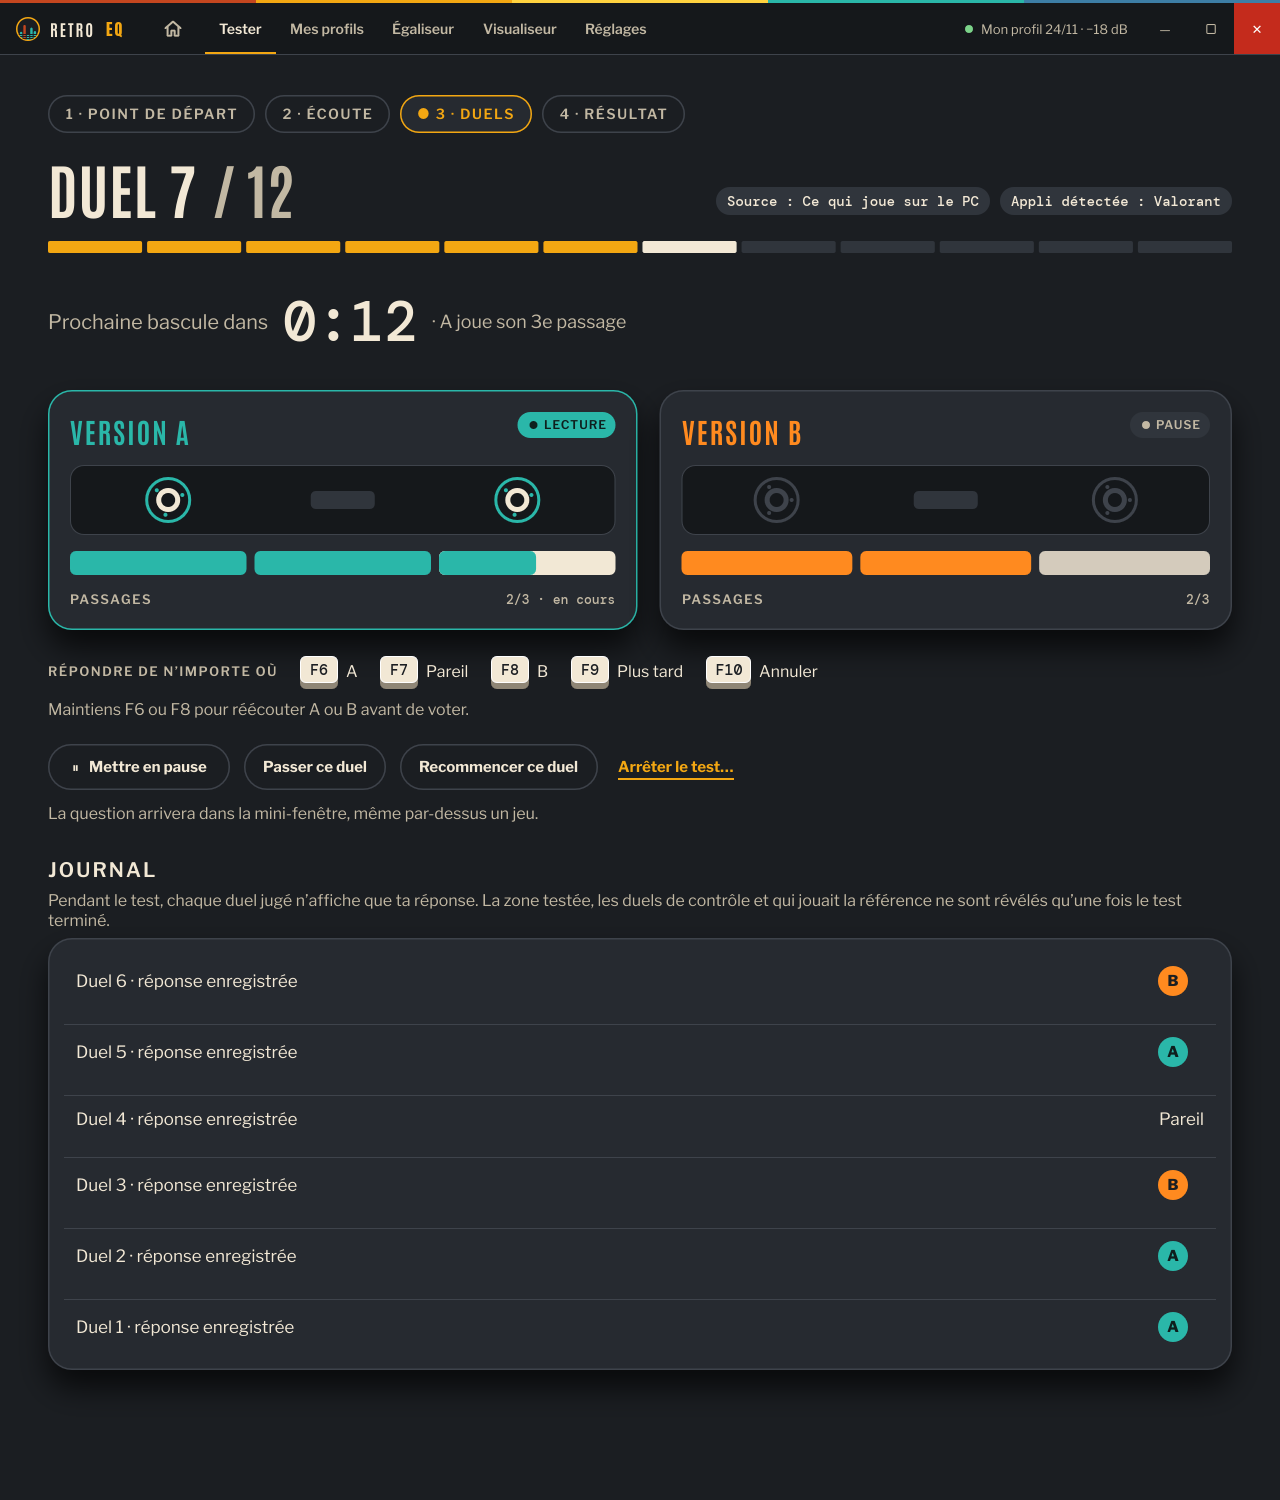 RETRO EQ
Tester
Mes profils
Égaliseur
Visualiseur
Réglages
Mon profil 24/11 · −18 dB
1 · POINT DE DÉPART
2 · ÉCOUTE
3 · DUELS
4 · RÉSULTAT
DUEL 7 / 12
Source : Ce qui joue sur le PC
Appli détectée : Valorant
Prochaine bascule dans 0:12 · A joue son 3e passage
VERSION A
LECTURE
PASSAGES
2/3 · en cours
VERSION B
PAUSE
PASSAGES
2/3
RÉPONDRE DE N’IMPORTE OÙ
F6 A
F7 Pareil
F8 B
F9 Plus tard
F10 Annuler
Maintiens F6 ou F8 pour réécouter A ou B avant de voter.
Mettre en pause
Passer ce duel
Recommencer ce duel
Arrêter le test…
La question arrivera dans la mini-fenêtre, même par-dessus un jeu.
JOURNAL
Pendant le test, chaque duel jugé n’affiche que ta réponse. La zone testée, les duels de contrôle et qui jouait la référence ne sont révélés qu’une fois le test
terminé.
Duel 6 · réponse enregistrée B
Duel 5 · réponse enregistrée A
Duel 4 · réponse enregistrée Pareil
Duel 3 · réponse enregistrée B
Duel 2 · réponse enregistrée A
Duel 1 · réponse enregistrée A